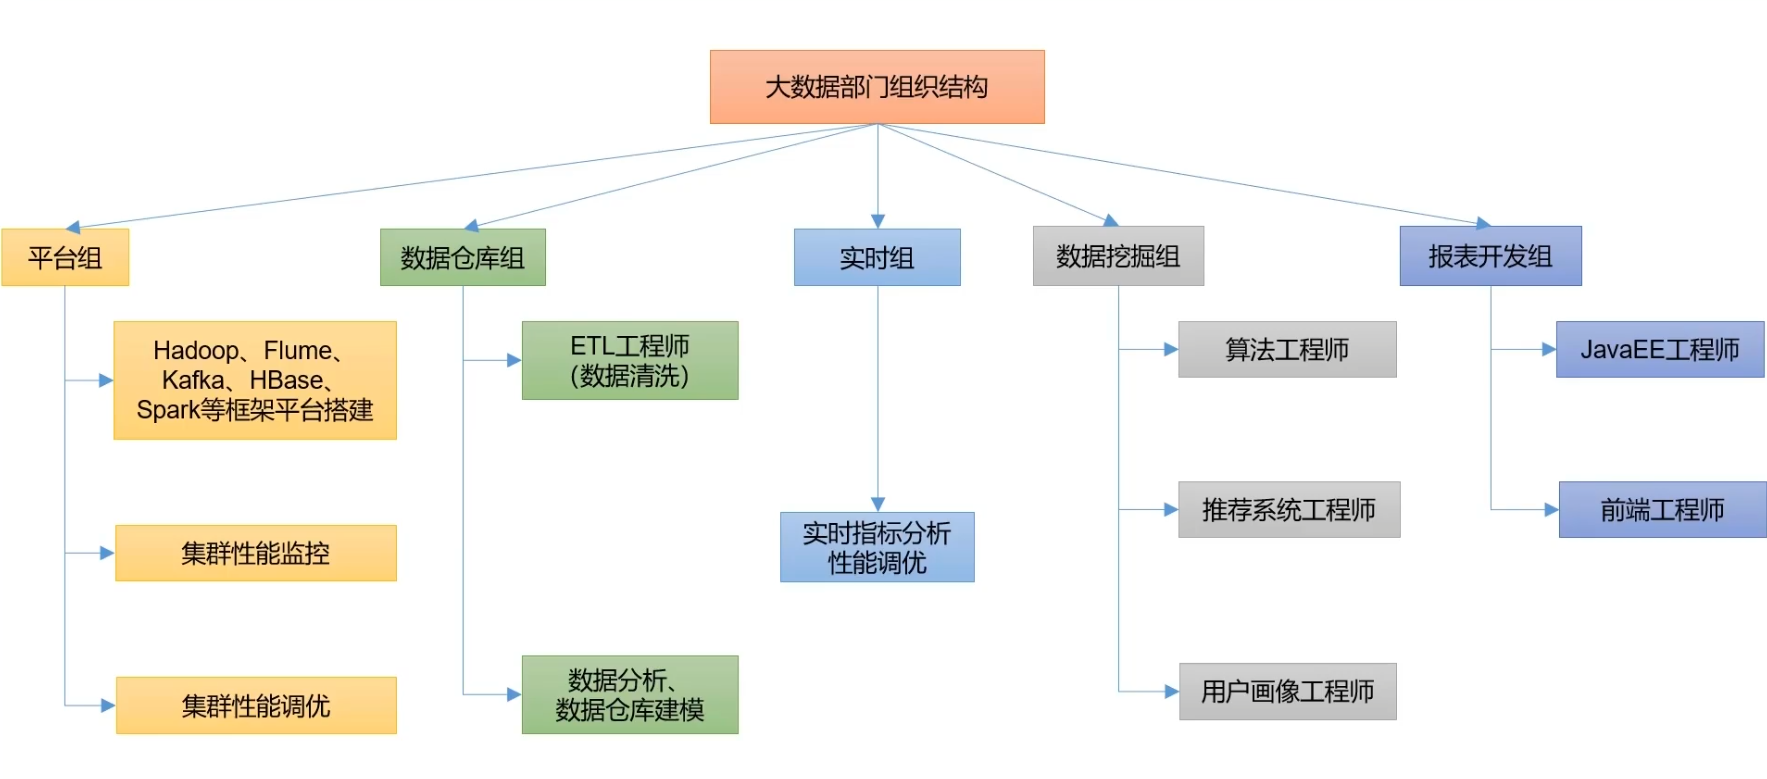 大数据部门组织结构
平台组
数据仓库组
实时组
数据挖掘组
报表开发组
Hadoop、Flume、
Kafka、HBase、
Spark等框架平台搭建
集群性能监控
集群性能调优
ETL工程师
（数据清洗）
数据分析、
数据仓库建模
实时指标分析
性能调优
算法工程师
推荐系统工程师
用户画像工程师
JavaEE工程师
前端工程师